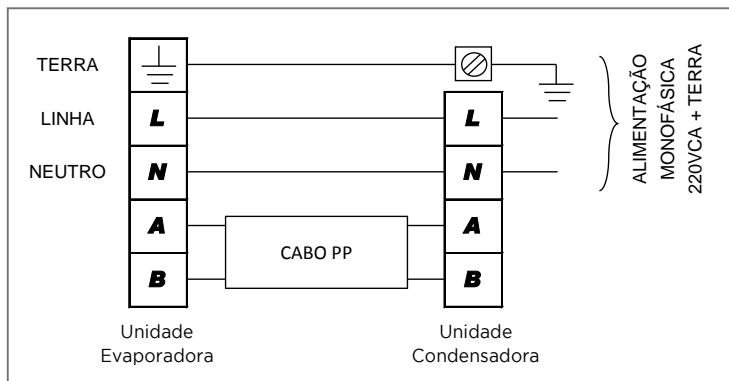 TERRA
LINHA
NEUTRO
L
N
A
B
CABO PP
L
N
A
B
Unidade
Evaporadora
Unidade
Condensadora
ALIMENTAÇÃO
MONOFÁSICA
220VCA + TERRA